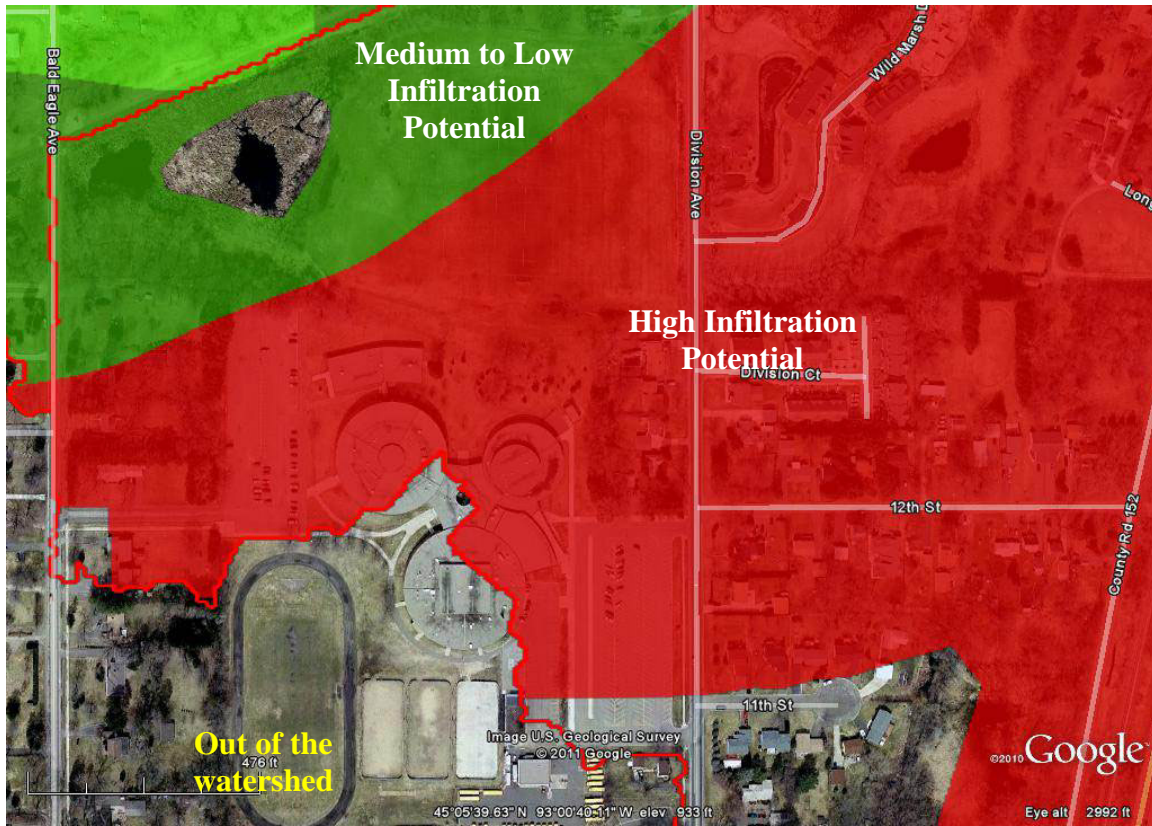 Medium to Low
Infiltration
Potential
Wild Marsh D
Bald Eagle Ave
Division Ave
Long
High Infiltration
Potential
Division Ct
12th St
County Rd 152
11th St
Out of the
watershed
476 ft
Image U.S. Geological Survey
© 2011 Google
©2010 Google
45°05'39.63" N 93°00'40.11" W elev 933 ft
Eye alt 2992 ft